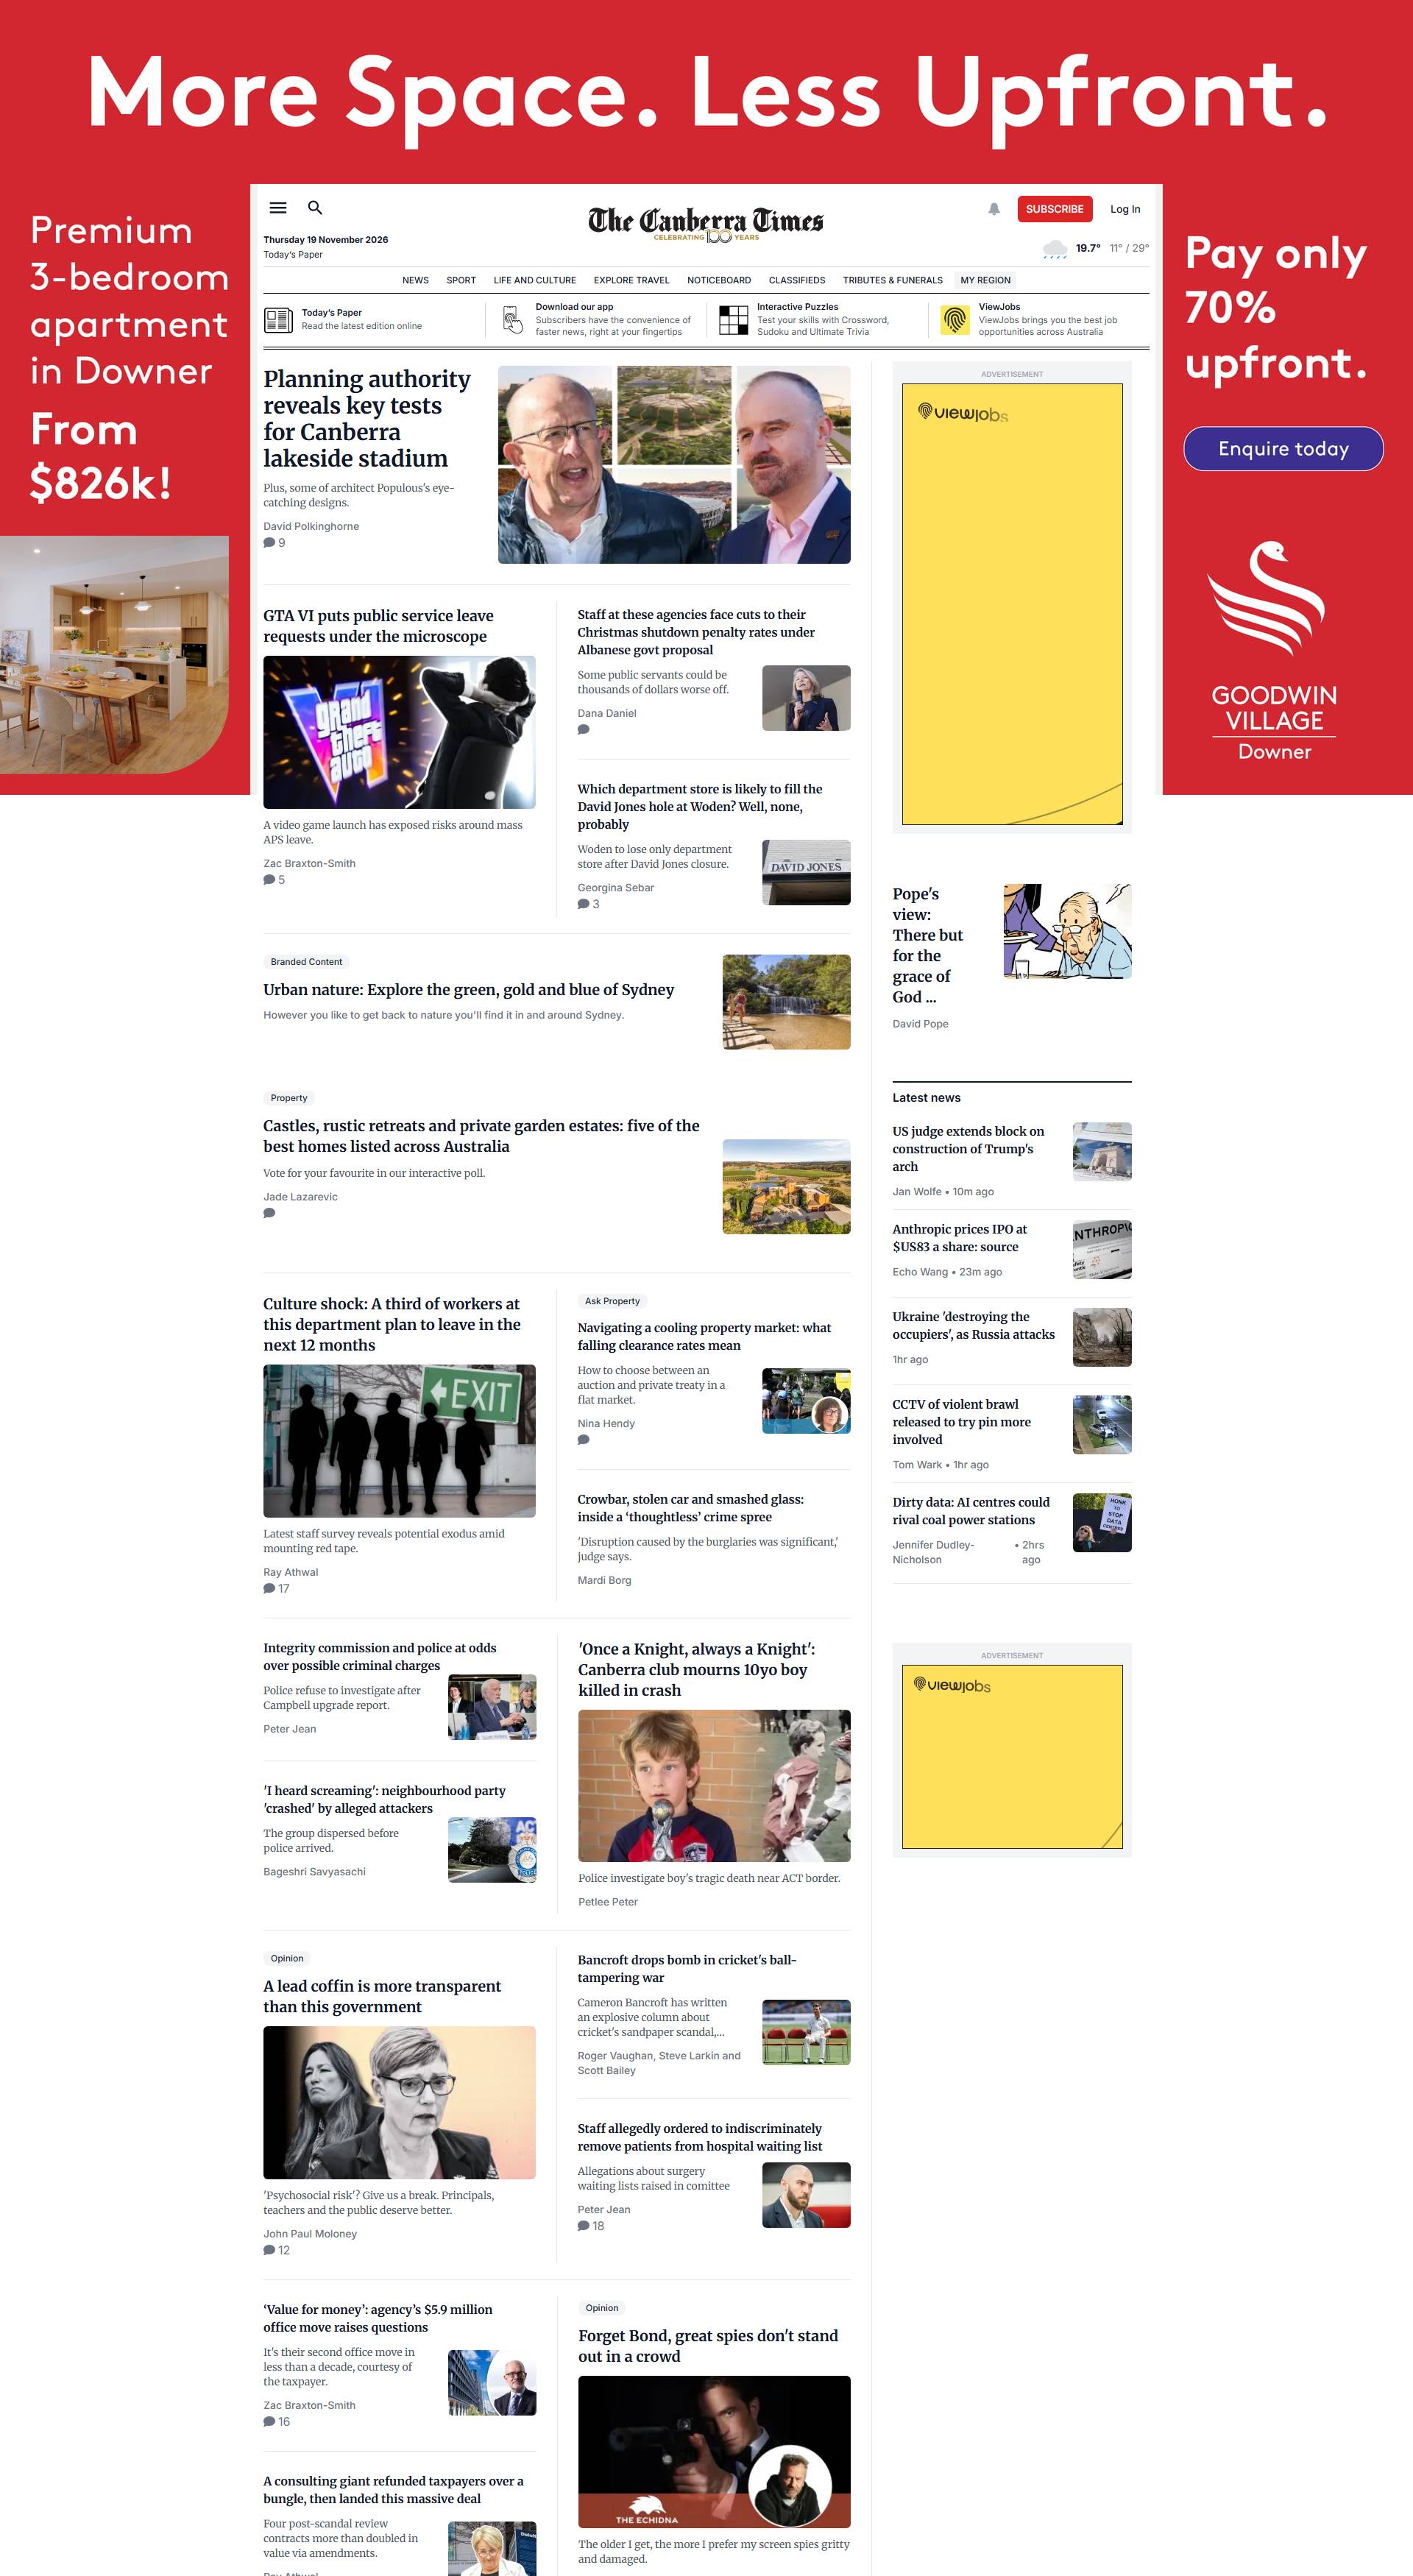 More Space. Less Upfront.
Premium
3-bedroom
apartment
in Downer
From
$826k!
Pay only
70%
upfront.
Enquire today
GOODWIN
VILLAGE
Downer
The Canberra Times
CELEBRATING 100 YEARS
SUBSCRIBE
Log In
Thursday 19 November 2026
Today's Paper
19.7° 11° / 29°
NEWS SPORT LIFE AND CULTURE EXPLORE TRAVEL NOTICEBOARD CLASSIFIEDS TRIBUTES & FUNERALS MY REGION
Today's Paper
Read the latest edition online
Download our app
Subscribers have the convenience of
faster news, right at your fingertips
Interactive Puzzles
Test your skills with Crossword,
Sudoku and Ultimate Trivia
ViewJobs
ViewJobs brings you the best job
opportunities across Australia
Planning authority
reveals key tests
for Canberra
lakeside stadium
Plus, some of architect Populous's eye-
catching designs.
David Polkinghorne
9
GTA VI puts public service leave
requests under the microscope
grand
theft
auto
A video game launch has exposed risks around mass
APS leave.
Zac Braxton-Smith
5
Staff at these agencies face cuts to their
Christmas shutdown penalty rates under
Albanese govt proposal
Some public servants could be
thousands of dollars worse off.
Dana Daniel
Which department store is likely to fill the
David Jones hole at Woden? Well, none,
probably
Woden to lose only department
store after David Jones closure.
Georgina Sebar
3
DAVID JONES
Branded Content
Urban nature: Explore the green, gold and blue of Sydney
However you like to get back to nature you'll find it in and around Sydney.
Property
Castles, rustic retreats and private garden estates: five of the
best homes listed across Australia
Vote for your favourite in our interactive poll.
Jade Lazarevic
Culture shock: A third of workers at
this department plan to leave in the
next 12 months
EXIT
Latest staff survey reveals potential exodus amid
mounting red tape.
Ray Athwal
17
Ask Property
Navigating a cooling property market: what
falling clearance rates mean
How to choose between an
auction and private treaty in a
flat market.
Nina Hendy
Crowbar, stolen car and smashed glass:
inside a ‘thoughtless’ crime spree
'Disruption caused by the burglaries was significant,'
judge says.
Mardi Borg
Integrity commission and police at odds
over possible criminal charges
Police refuse to investigate after
Campbell upgrade report.
Peter Jean
'I heard screaming': neighbourhood party
'crashed' by alleged attackers
The group dispersed before
police arrived.
Bageshri Savyasachi
'Once a Knight, always a Knight':
Canberra club mourns 10yo boy
killed in crash
Police investigate boy's tragic death near ACT border.
Petlee Peter
Opinion
A lead coffin is more transparent
than this government
'Psychosocial risk'? Give us a break. Principals,
teachers and the public deserve better.
John Paul Moloney
12
Bancroft drops bomb in cricket's ball-
tampering war
Cameron Bancroft has written
an explosive column about
cricket's sandpaper scandal,...
Roger Vaughan, Steve Larkin and
Scott Bailey
Staff allegedly ordered to indiscriminately
remove patients from hospital waiting list
Allegations about surgery
waiting lists raised in comittee
Peter Jean
18
‘Value for money’: agency’s $5.9 million
office move raises questions
It's their second office move in
less than a decade, courtesy of
the taxpayer.
Zac Braxton-Smith
16
A consulting giant refunded taxpayers over a
bungle, then landed this massive deal
Four post-scandal review
contracts more than doubled in
value via amendments.
Opinion
Forget Bond, great spies don't stand
out in a crowd
THE ECHIDNA
The older I get, the more I prefer my screen spies gritty
and damaged.
ADVERTISEMENT
viewjobs
Pope's
view:
There but
for the
grace of
God ...
David Pope
Latest news
US judge extends block on
construction of Trump's
arch
Jan Wolfe • 10m ago
Anthropic prices IPO at
$US83 a share: source
Echo Wang • 23m ago
Ukraine 'destroying the
occupiers', as Russia attacks
1hr ago
CCTV of violent brawl
released to try pin more
involved
Tom Wark • 1hr ago
Dirty data: AI centres could
rival coal power stations
Jennifer Dudley-
Nicholson
• 2hrs
ago
HONK
TO
STOP
DATA
CENTRES
ADVERTISEMENT
viewjobs